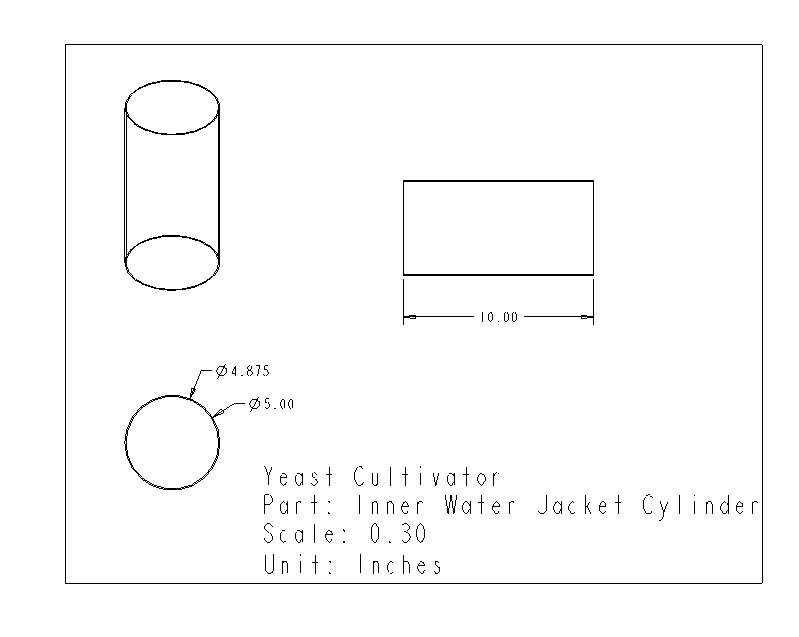 10.00
Ø4.875
Ø5.00
Yeast Cultivator
Part: Inner Water Jacket Cylinder
Scale: 0.30
Unit: Inches